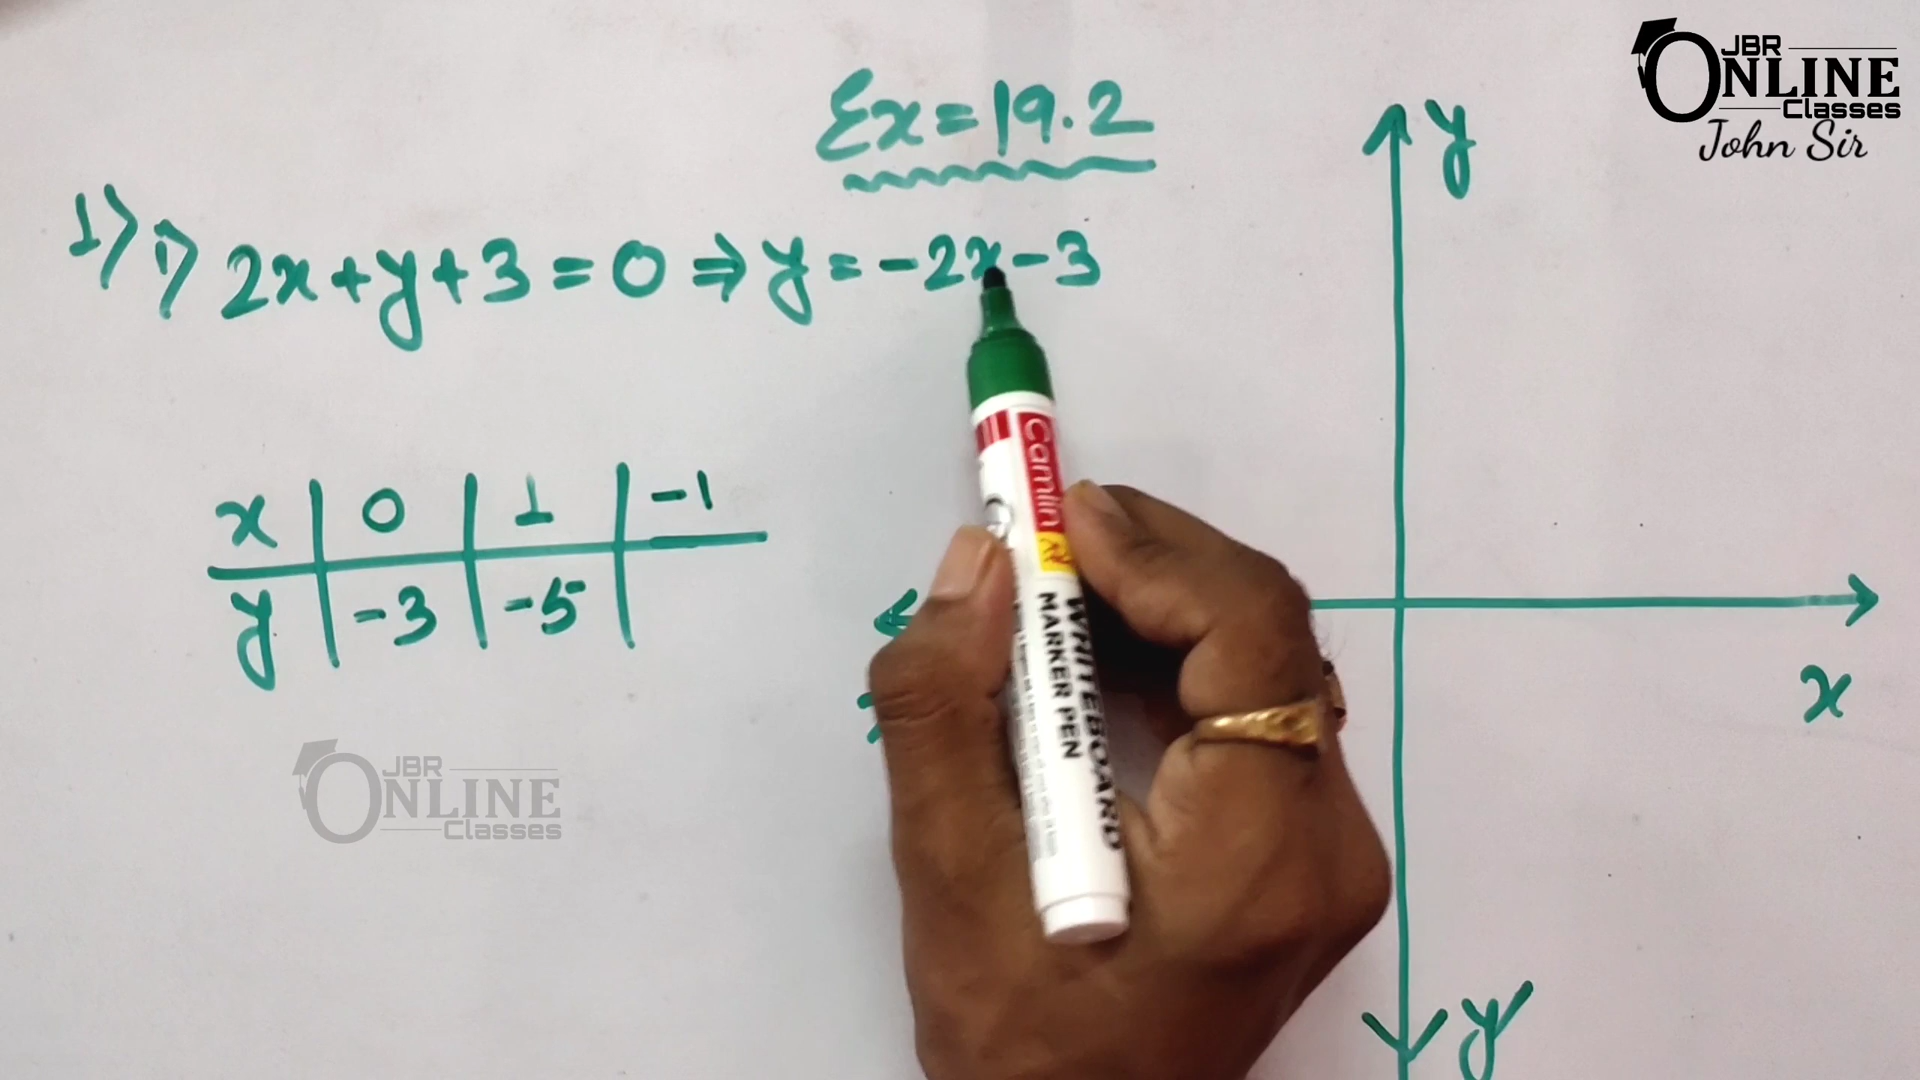 JBR
ONLINE
Classes
John Sir
Ex = 19.2
1) 1) 2x+y+3=0 ⇒ y = -2x-3
x | 0 | 1 | -1
y | -3 | -5 |
y
x
y'
Camlin
WHITEBOARD
MARKER PEN
JBR
ONLINE
Classes